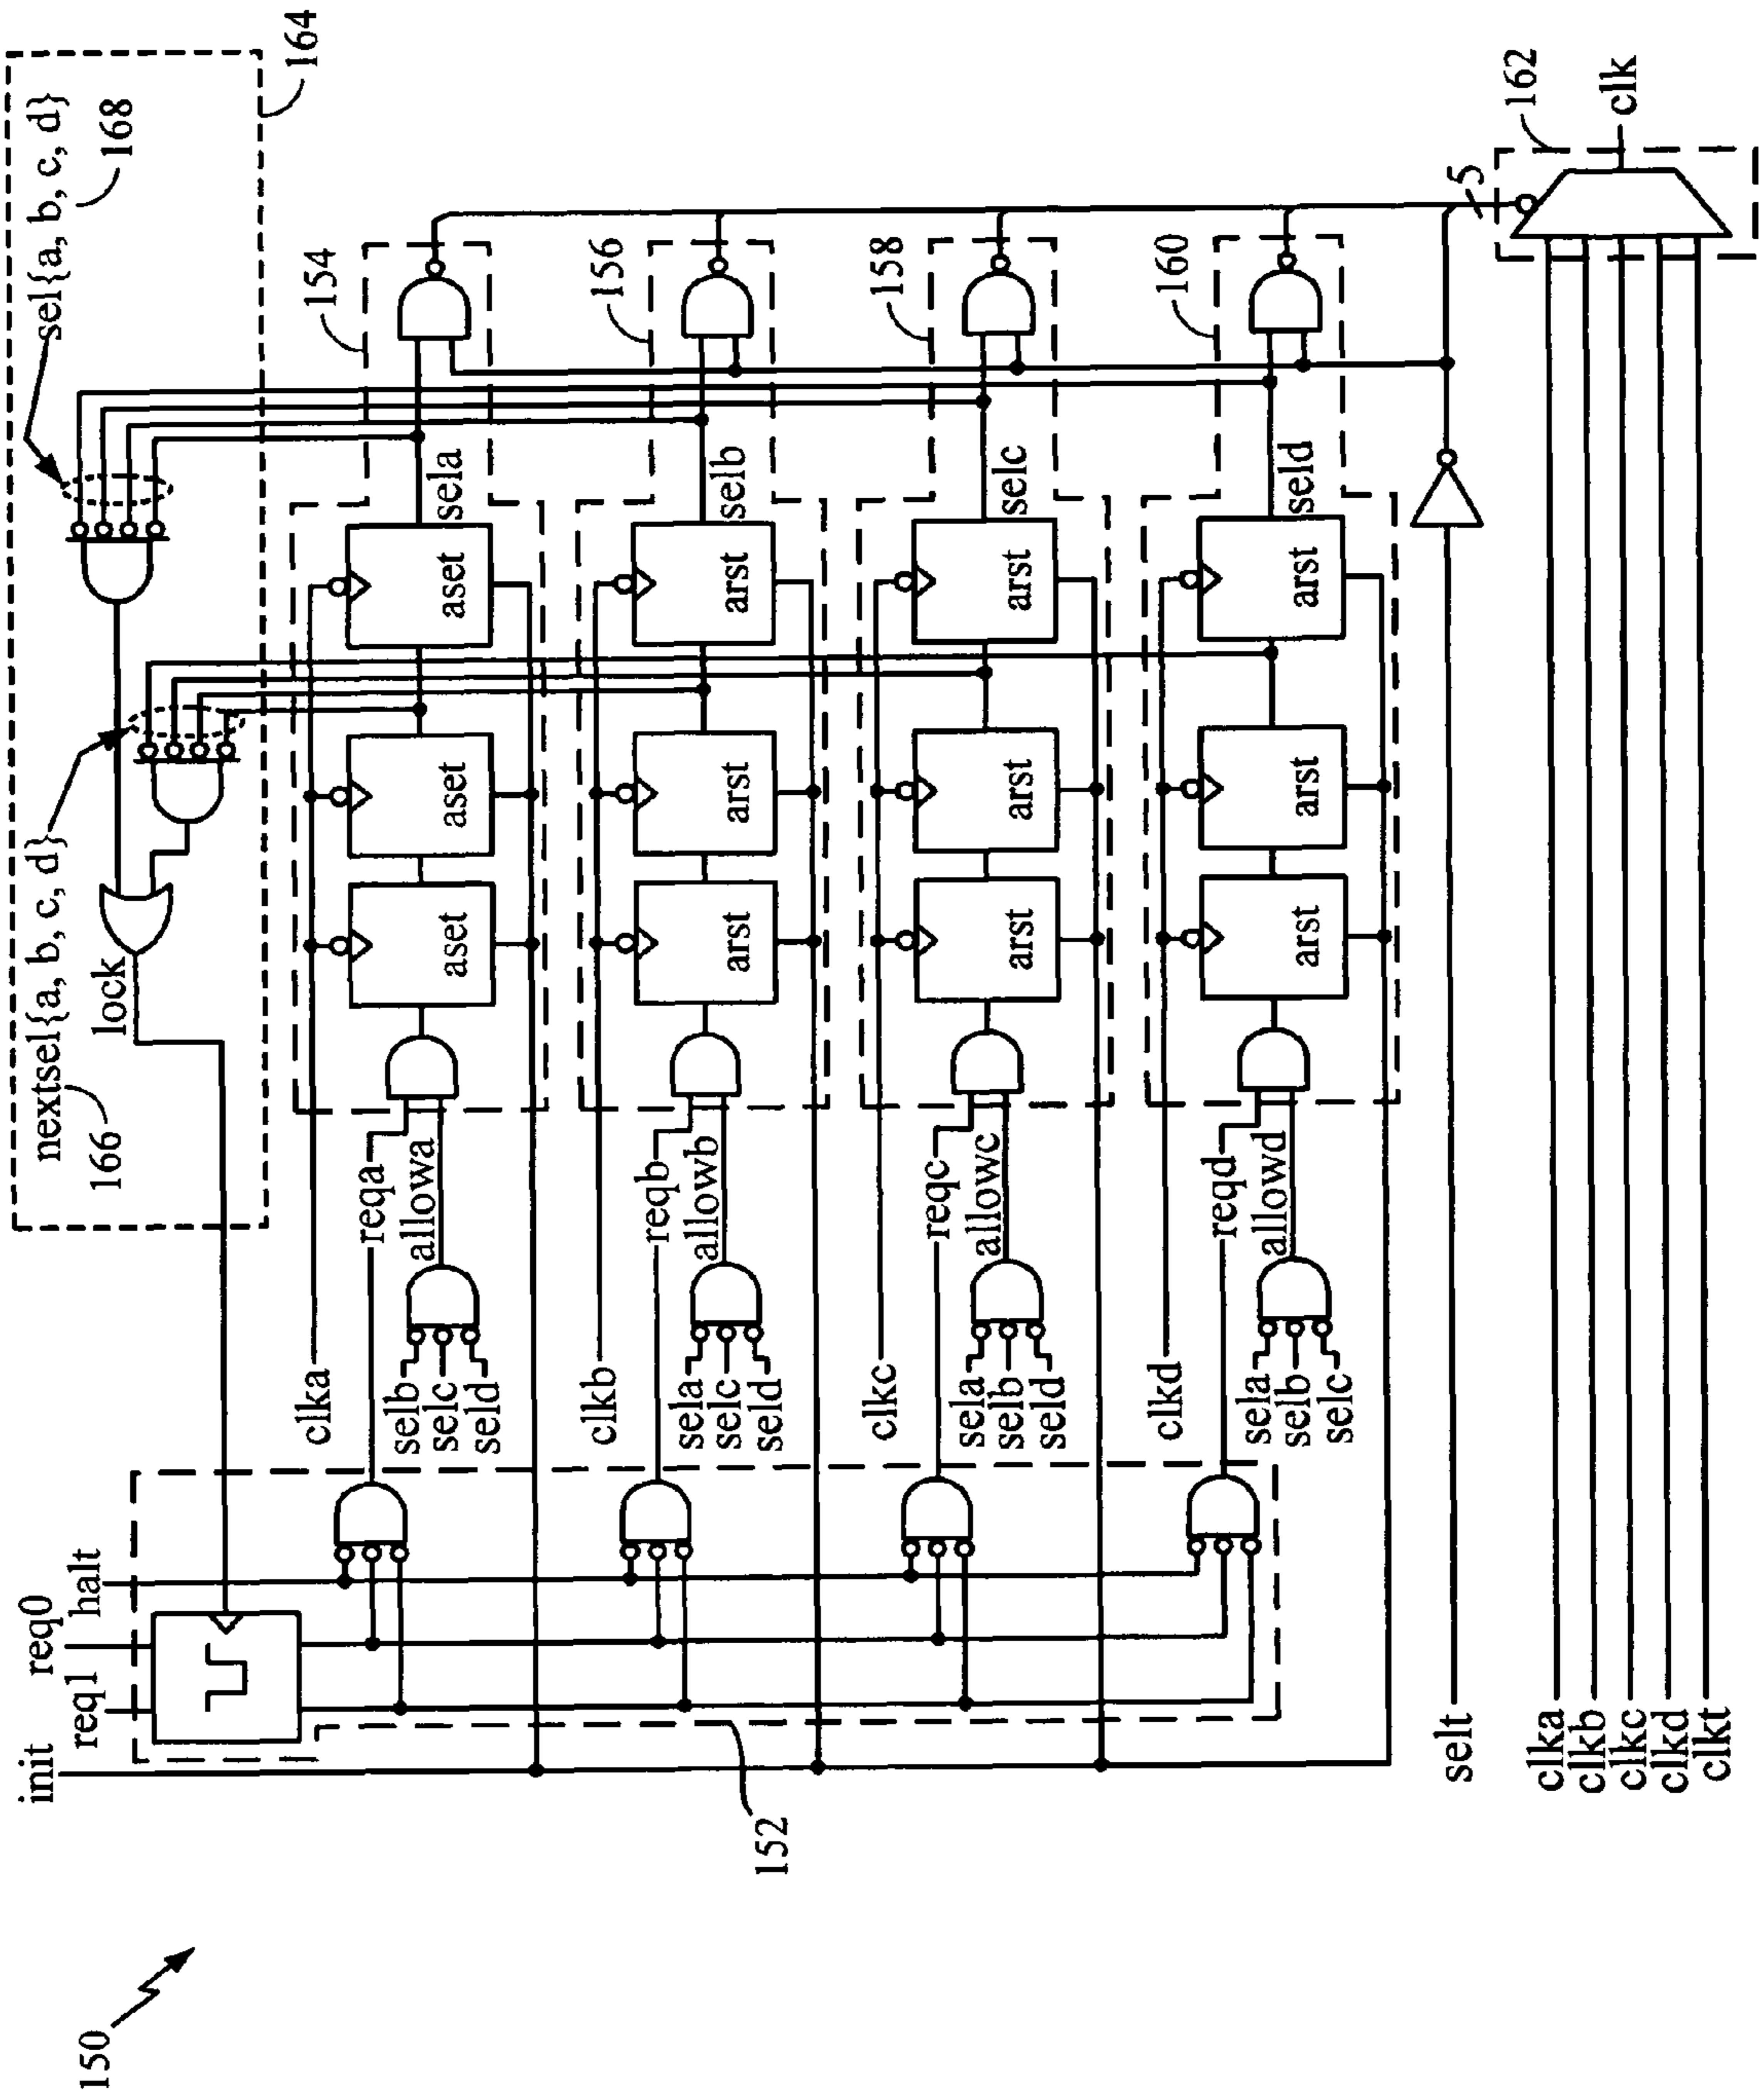 150
init
req1
req0
halt
152
lock
nextsel{a, b, c, d}
166
sel{a, b, c, d}
168
164
clka
selb
selc
seld
reqa
allowa
aset
aset
aset
sela
154
clkb
sela
selc
seld
reqb
allowb
arst
arst
arst
selb
156
clkc
sela
selb
seld
reqc
allowc
arst
arst
arst
selc
158
clkd
sela
selb
selc
reqd
allowd
arst
arst
arst
seld
160
selt
5
162
clk
clka
clkb
clkc
clkd
clkt